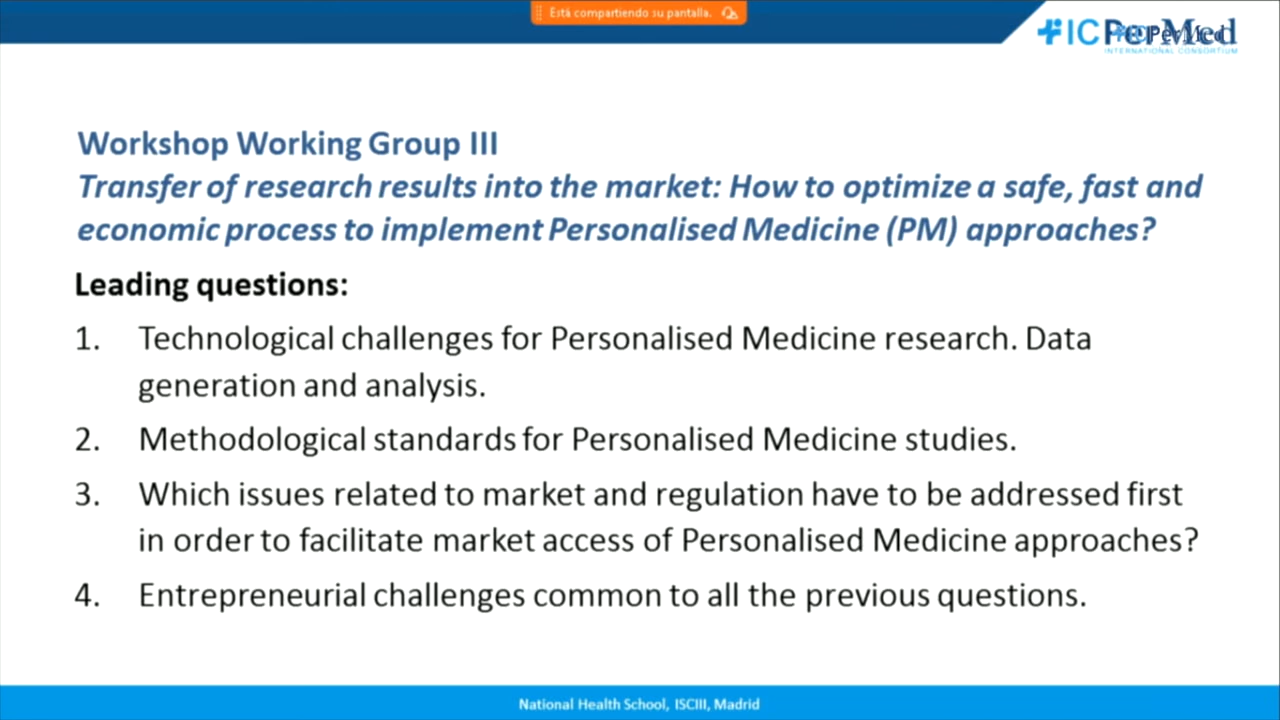 Está compartiendo su pantalla.
ICPerMed
INTERNATIONAL CONSORTIUM
Workshop Working Group III
Transfer of research results into the market: How to optimize a safe, fast and
economic process to implement Personalised Medicine (PM) approaches?
Leading questions:
1. Technological challenges for Personalised Medicine research. Data
generation and analysis.
2. Methodological standards for Personalised Medicine studies.
3. Which issues related to market and regulation have to be addressed first
in order to facilitate market access of Personalised Medicine approaches?
4. Entrepreneurial challenges common to all the previous questions.
National Health School, ISCIII, Madrid